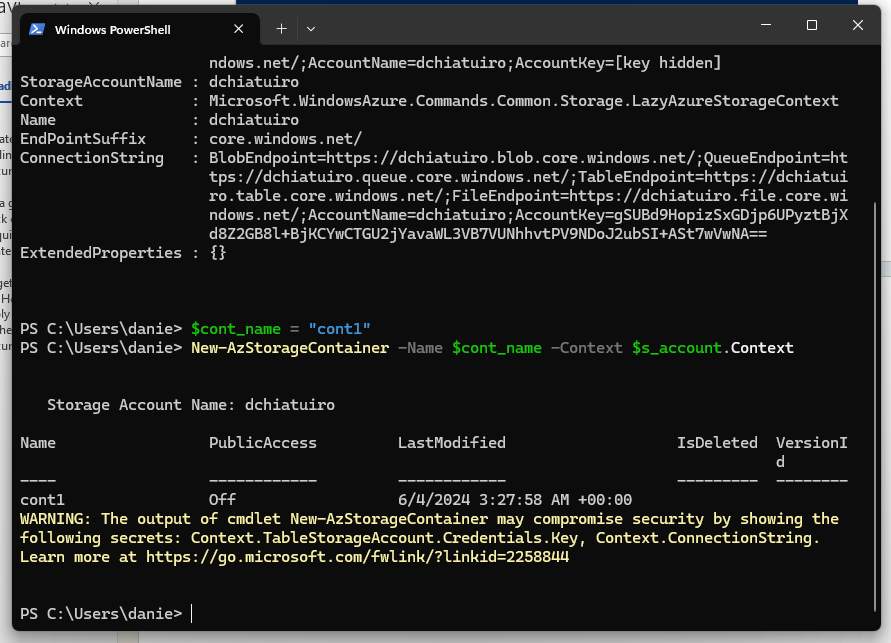 Windows PowerShell
ndows.net/;AccountName=dchiatuiro;AccountKey=[key hidden]
StorageAccountName : dchiatuiro
Context : Microsoft.WindowsAzure.Commands.Common.Storage.LazyAzureStorageContext
Name : dchiatuiro
EndPointSuffix : core.windows.net/
ConnectionString : BlobEndpoint=https://dchiatuiro.blob.core.windows.net/;QueueEndpoint=ht
tps://dchiatuiro.queue.core.windows.net/;TableEndpoint=https://dchiatui
ro.table.core.windows.net/;FileEndpoint=https://dchiatuiro.file.core.wi
ndows.net/;AccountName=dchiatuiro;AccountKey=gSUBd9HopizSxGDjp6UPyztBjX
d8Z2GB8l+BjKCYwCTGU2jYavaWL3VB7VUNhhvtPV9NDoJ2ubSI+ASt7wVwNA==
ExtendedProperties : {}
PS C:\Users\danie> $cont_name = "cont1"
PS C:\Users\danie> New-AzStorageContainer -Name $cont_name -Context $s_account.Context
Storage Account Name: dchiatuiro
Name PublicAccess LastModified IsDeleted VersionI
d
---- ------------ ------------ --------- --------
cont1 Off 6/4/2024 3:27:58 AM +00:00
WARNING: The output of cmdlet New-AzStorageContainer may compromise security by showing the
following secrets: Context.TableStorageAccount.Credentials.Key, Context.ConnectionString.
Learn more at https://go.microsoft.com/fwlink/?linkid=2258844
PS C:\Users\danie>